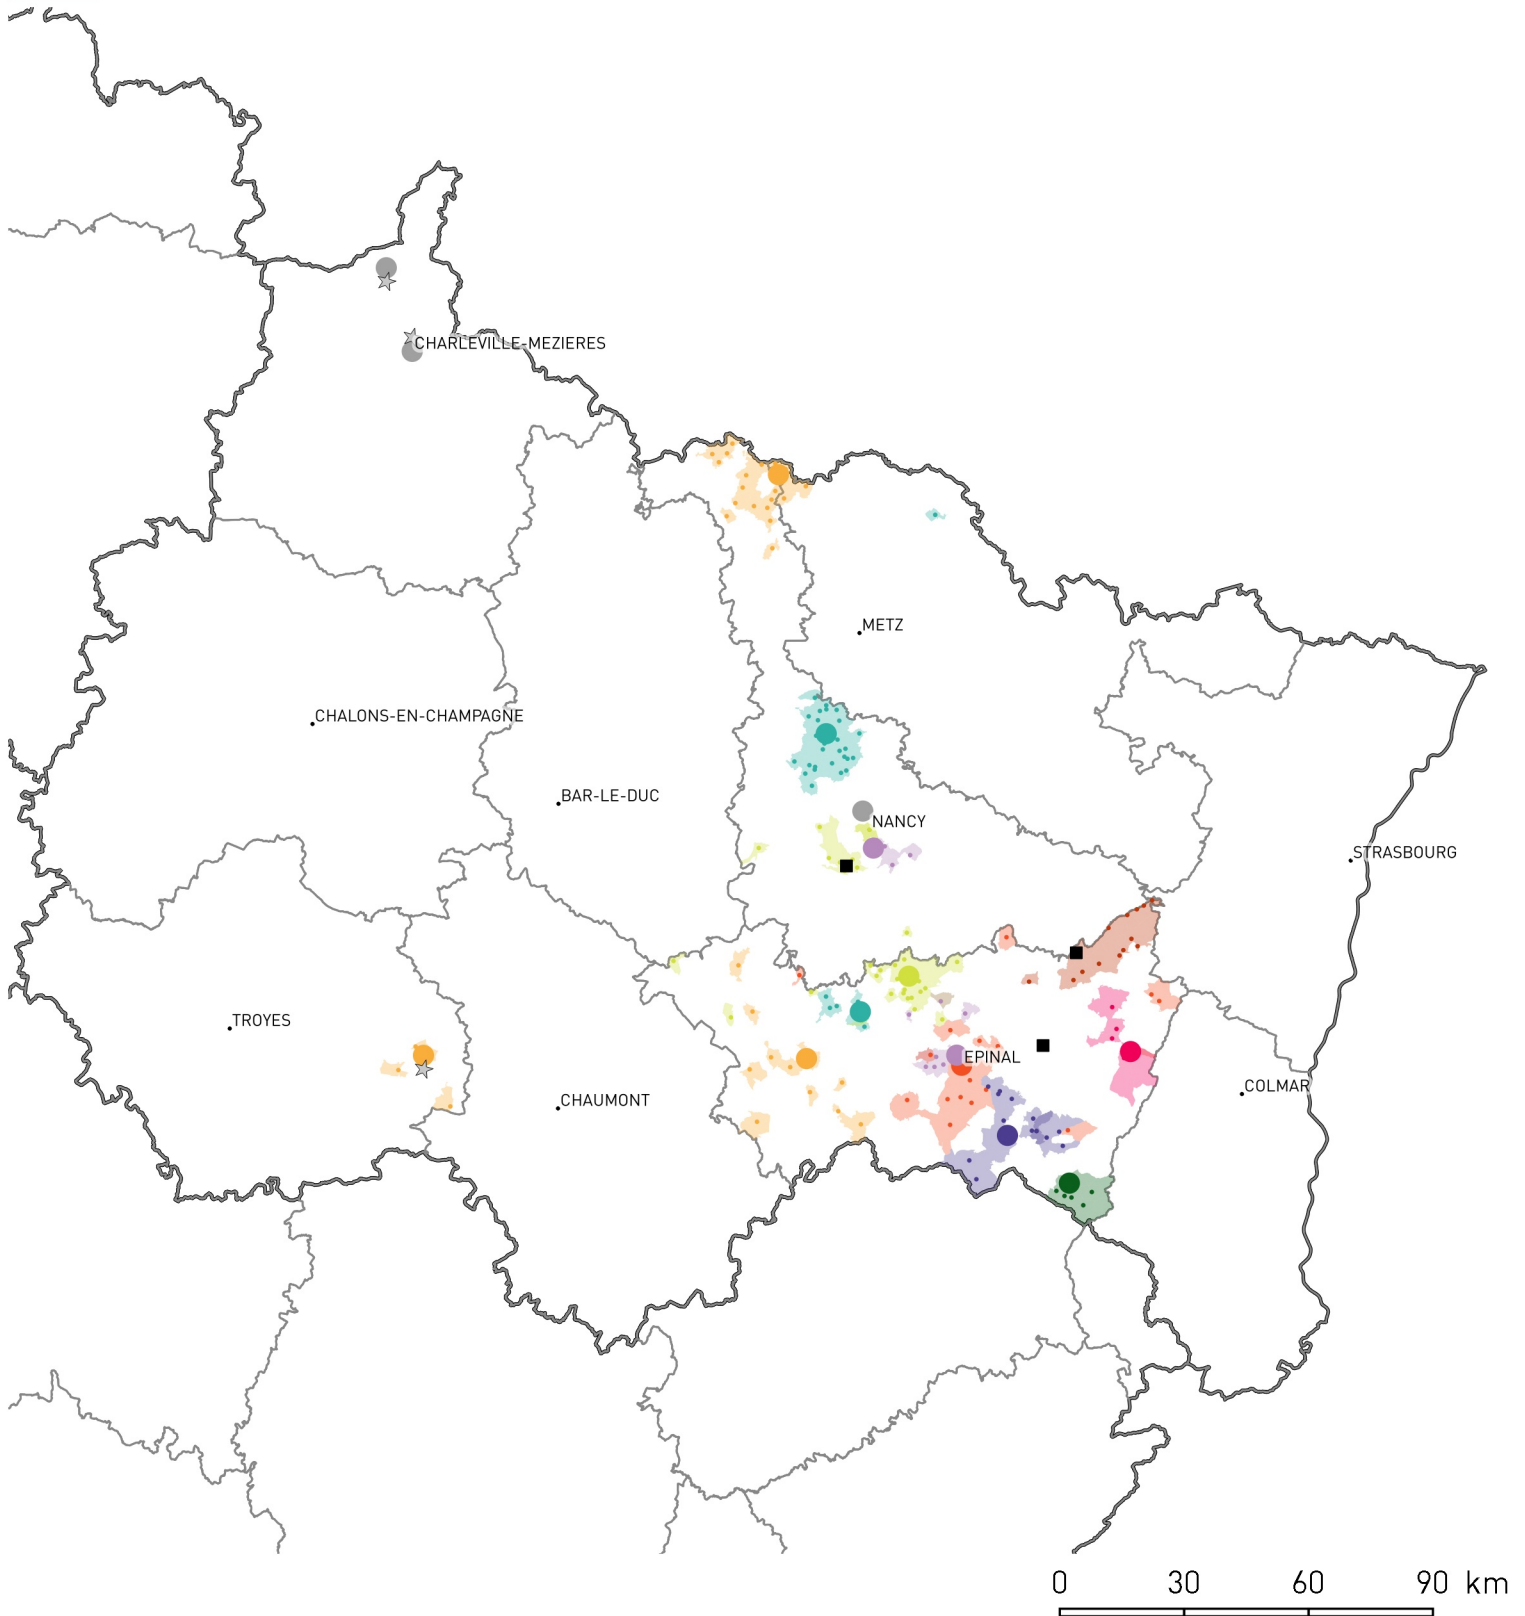 CHARLEVILLE-MEZIERES
METZ
CHALONS-EN-CHAMPAGNE
BAR-LE-DUC
NANCY
STRASBOURG
TROYES
EPINAL
COLMAR
CHAUMONT
0 30 60 90 km